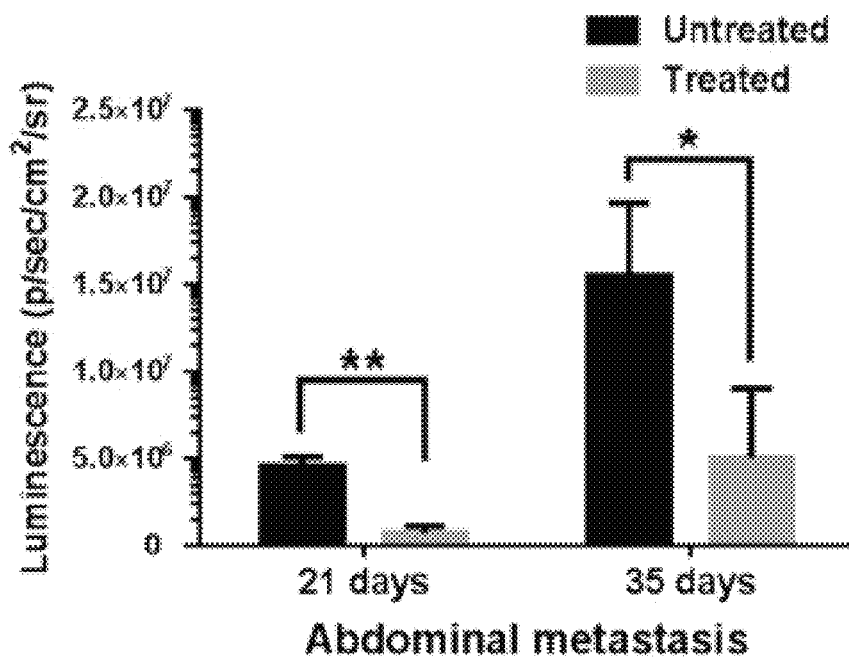 Untreated
Treated
Luminescence (p/sec/cm²/sr)
2.5×10⁷
2.0×10⁷
1.5×10⁷
1.0×10⁷
5.0×10⁶
0
**
*
21 days
35 days
Abdominal metastasis